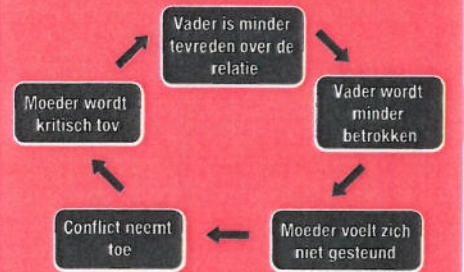 Vader is minder
tevreden over de
relatie
Vader wordt
minder
betrokken
Moeder voelt zich
niet gesteund
Conflict neemt
toe
Moeder wordt
kritisch tov